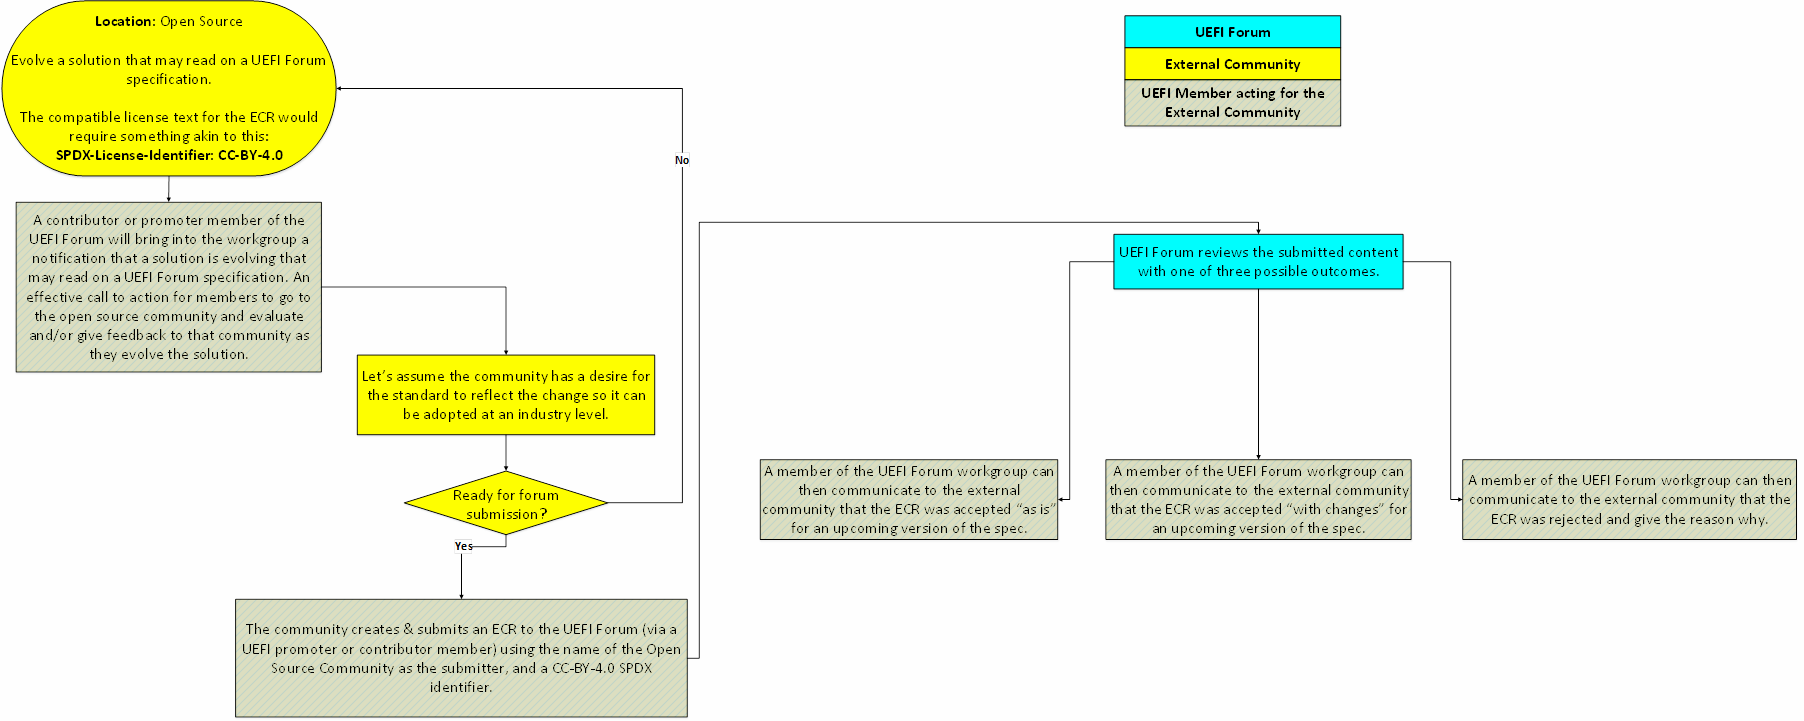 Location: Open Source
Evolve a solution that may read on a UEFI Forum
specification.
The compatible license text for the ECR would
require something akin to this:
SPDX-License-Identifier: CC-BY-4.0
UEFI Forum
External Community
UEFI Member acting for the
External Community
No
A contributor or promoter member of the
UEFI Forum will bring into the workgroup a
notification that a solution is evolving that
may read on a UEFI Forum specification. An
effective call to action for members to go to
the open source community and evaluate
and/or give feedback to that community as
they evolve the solution.
Let's assume the community has a desire for
the standard to reflect the change so it can
be adopted at an industry level.
Ready for forum
submission?
Yes
The community creates & submits an ECR to the UEFI Forum (via a
UEFI promoter or contributor member) using the name of the Open
Source Community as the submitter, and a CC-BY-4.0 SPDX
identifier.
UEFI Forum reviews the submitted content
with one of three possible outcomes.
A member of the UEFI Forum workgroup can
then communicate to the external
community that the ECR was accepted “as is”
for an upcoming version of the spec.
A member of the UEFI Forum workgroup can
then communicate to the external community
that the ECR was accepted “with changes” for
an upcoming version of the spec.
A member of the UEFI Forum workgroup can then
communicate to the external community that the
ECR was rejected and give the reason why.